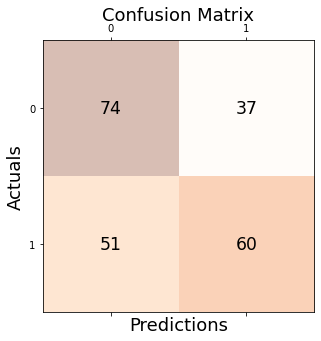 Confusion Matrix
0 1
0 74 37
Actuals
1 51 60
Predictions